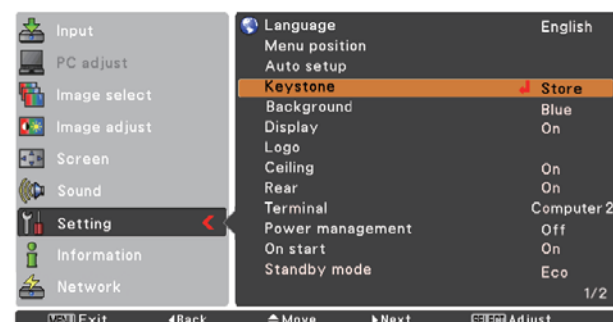 Input
PC adjust
Image select
Image adjust
Screen
Sound
Setting
Information
Network
Language English
Menu position
Auto setup
Keystone Store
Background Blue
Display On
Logo
Ceiling On
Rear On
Terminal Computer 2
Power management Off
On start On
Standby mode Eco
1/2
MENU Exit Back Move Next SELECT Adjust